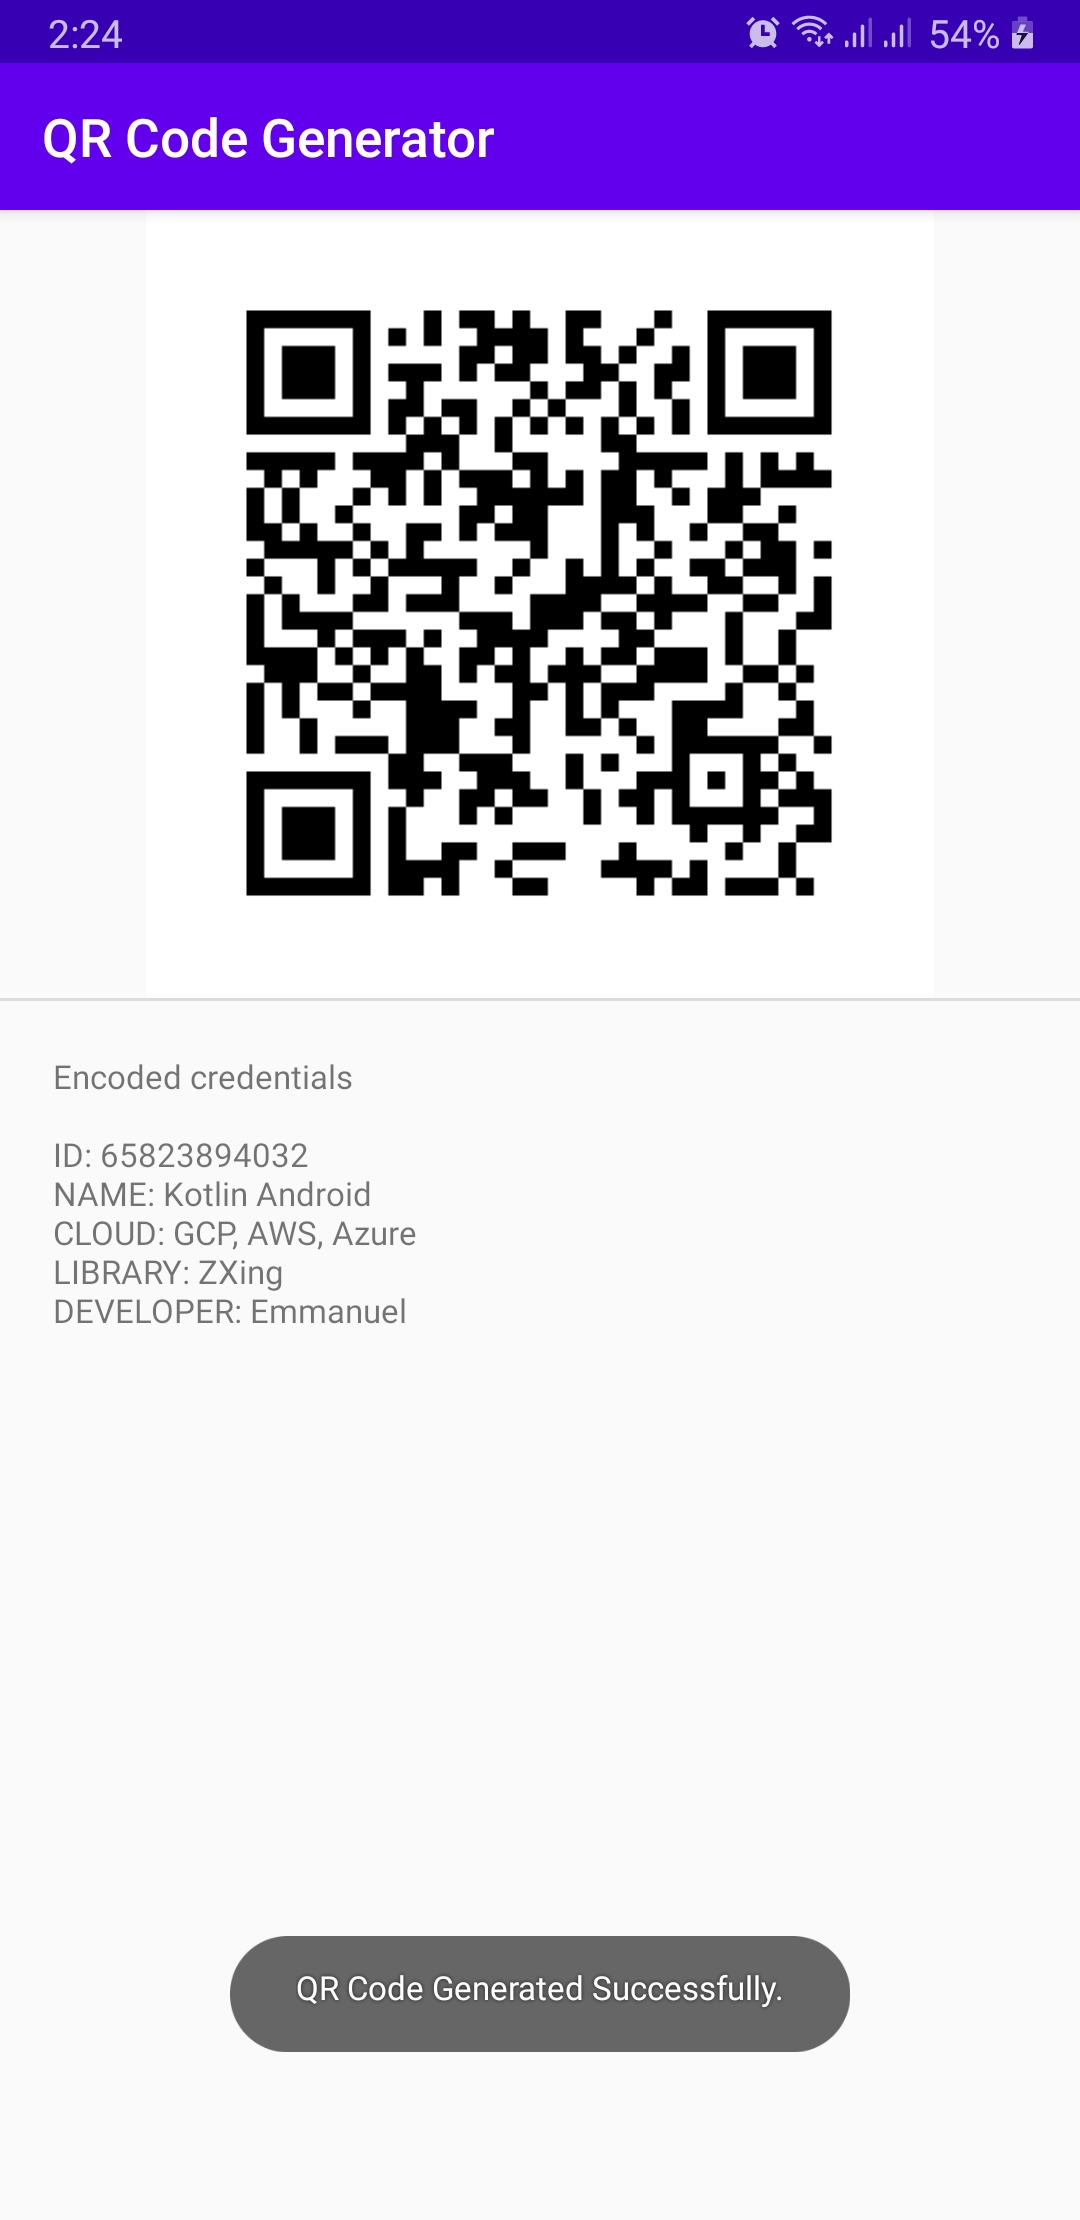 2:24
54%
QR Code Generator
Encoded credentials
ID: 65823894032
NAME: Kotlin Android
CLOUD: GCP, AWS, Azure
LIBRARY: ZXing
DEVELOPER: Emmanuel
QR Code Generated Successfully.